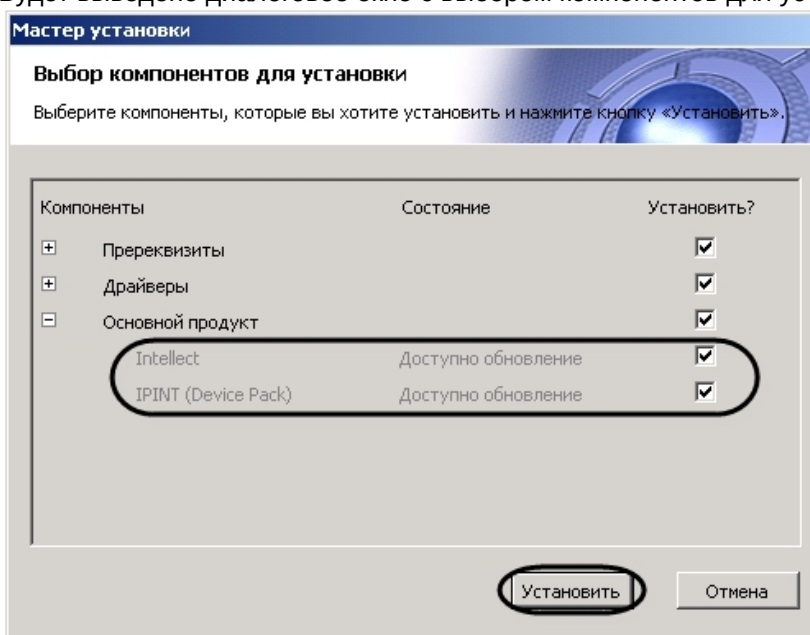 Мастер установки
Выбор компонентов для установки
Выберите компоненты, которые вы хотите установить и нажмите кнопку «Установить».
Компоненты Состояние Установить?
Пререквизиты
Драйверы
Основной продукт
Intellect Доступно обновление
IPINT (Device Pack) Доступно обновление
Установить Отмена